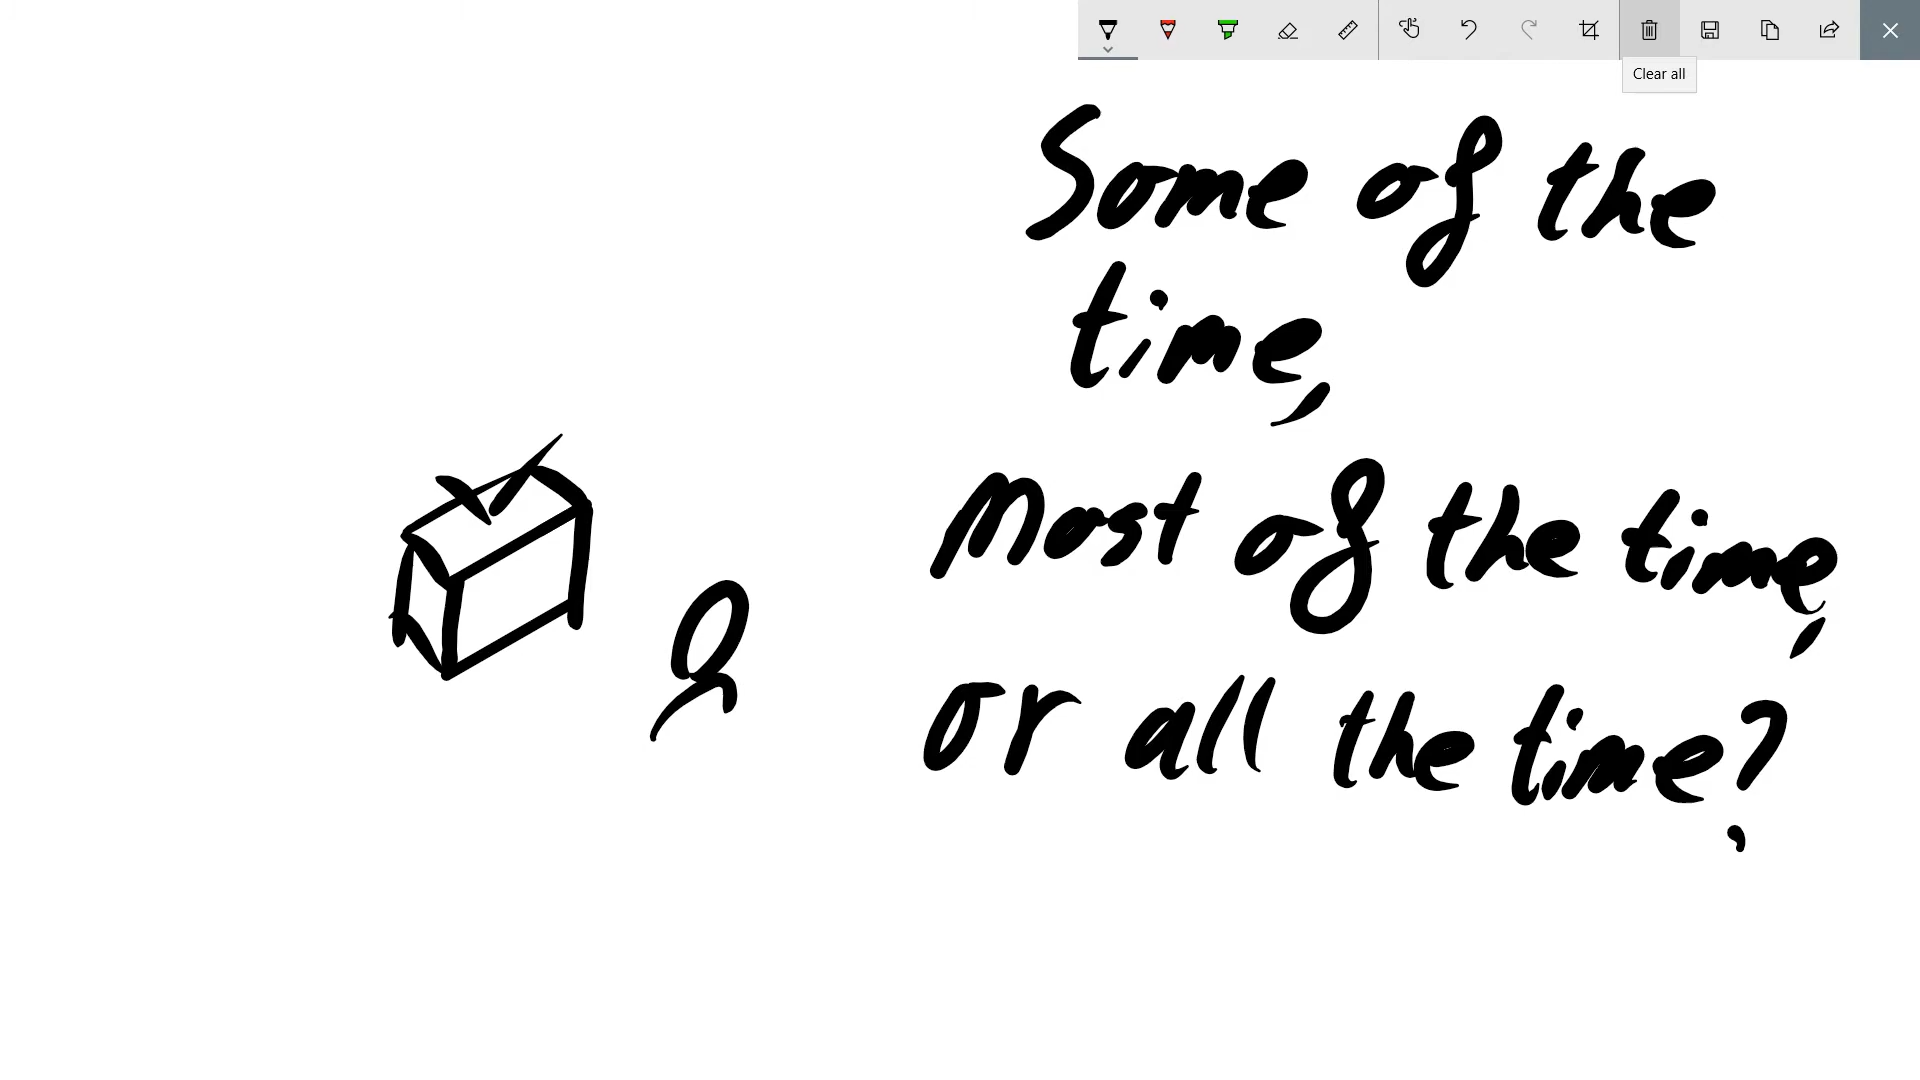 Clear all
Some of the
time,
Most of the time,
or all the time?